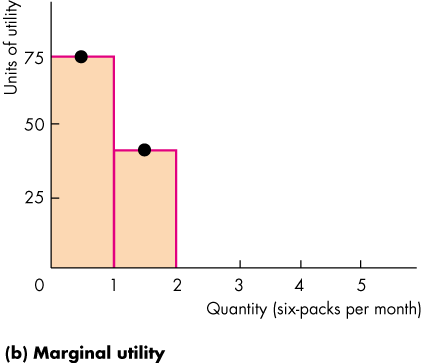 Units of utility
75
50
25
0 1 2 3 4 5
Quantity (six-packs per month)
(b) Marginal utility